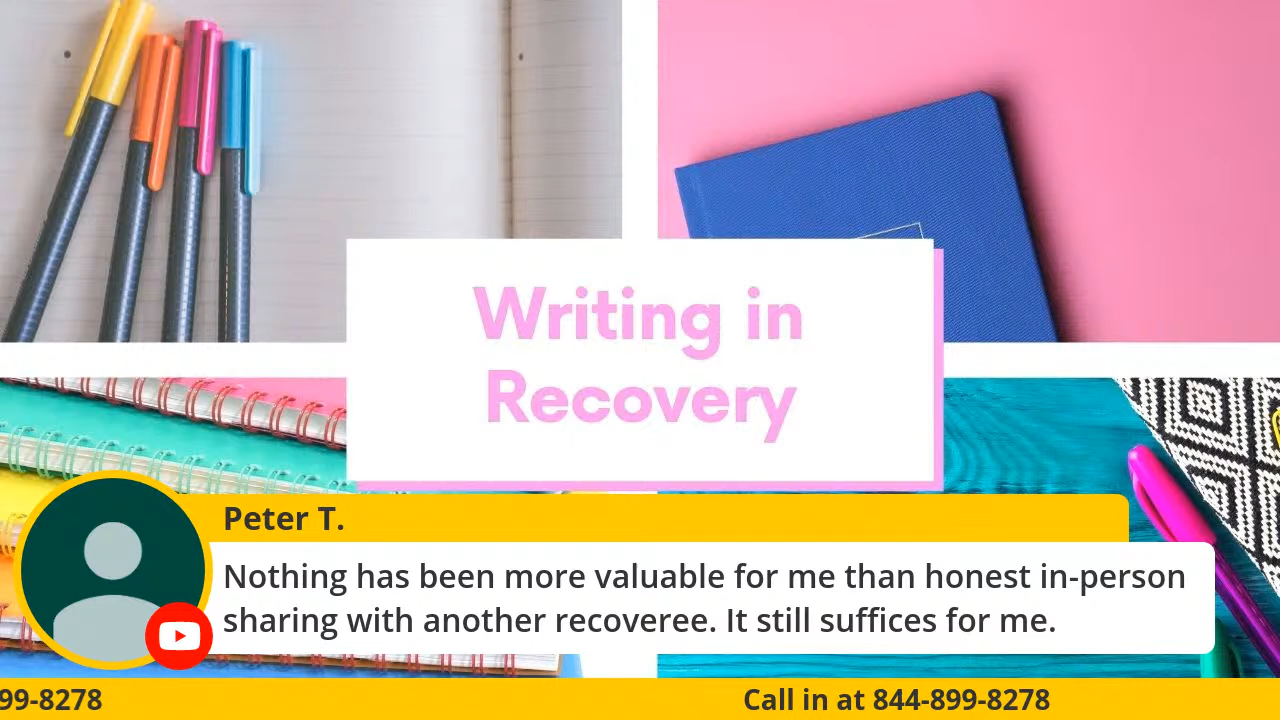 Writing in
Recovery
Peter T.
Nothing has been more valuable for me than honest in-person
sharing with another recoveree. It still suffices for me.
99-8278
Call in at 844-899-8278